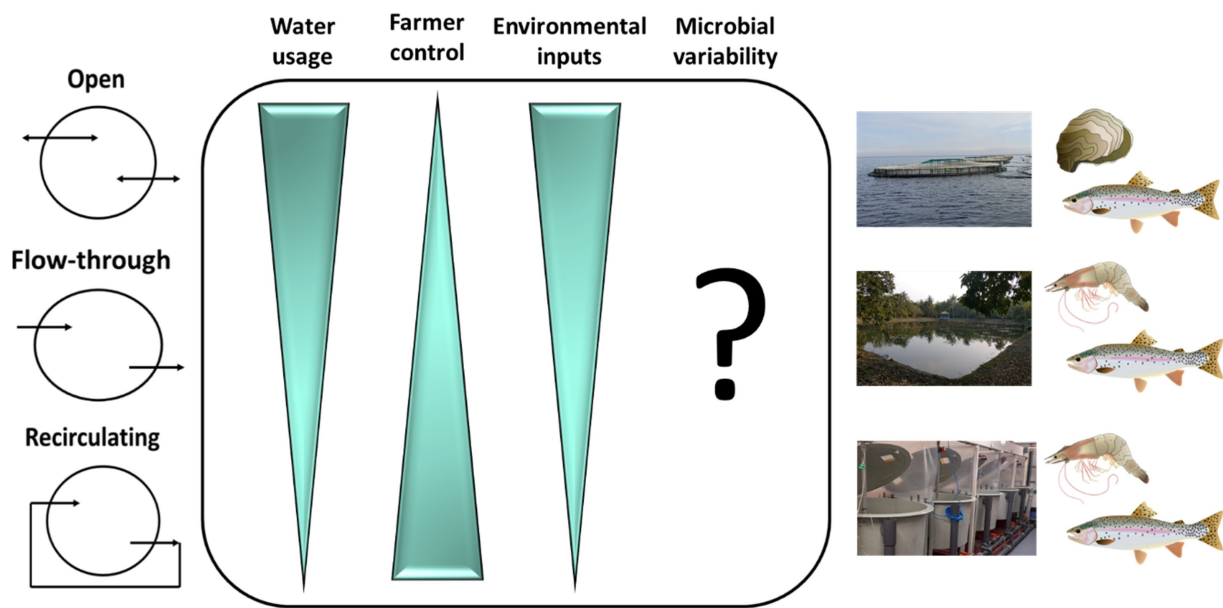 Water
usage
Farmer
control
Environmental
inputs
Microbial
variability
Open
Flow-through
?
Recirculating